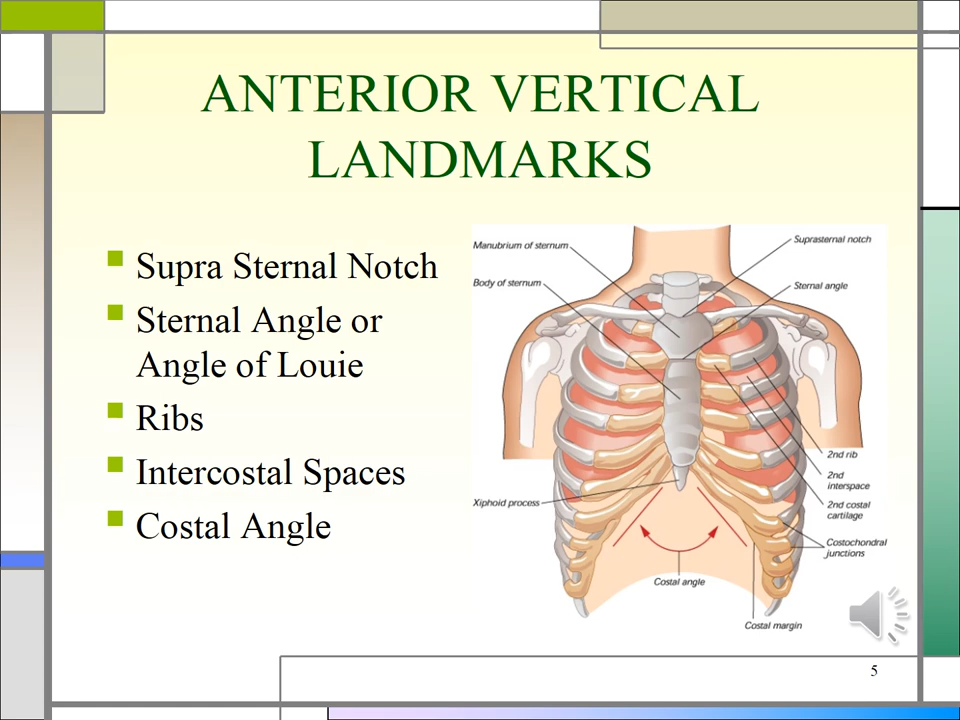 ANTERIOR VERTICAL
LANDMARKS
Supra Sternal Notch
Sternal Angle or
Angle of Louie
Ribs
Intercostal Spaces
Costal Angle
Manubrium of sternum
Body of sternum
Xiphoid process
Suprasternal notch
Sternal angle
2nd rib
2nd
interspace
2nd costal
cartilage
Costochondral
junctions
Costal angle
Costal margin
5